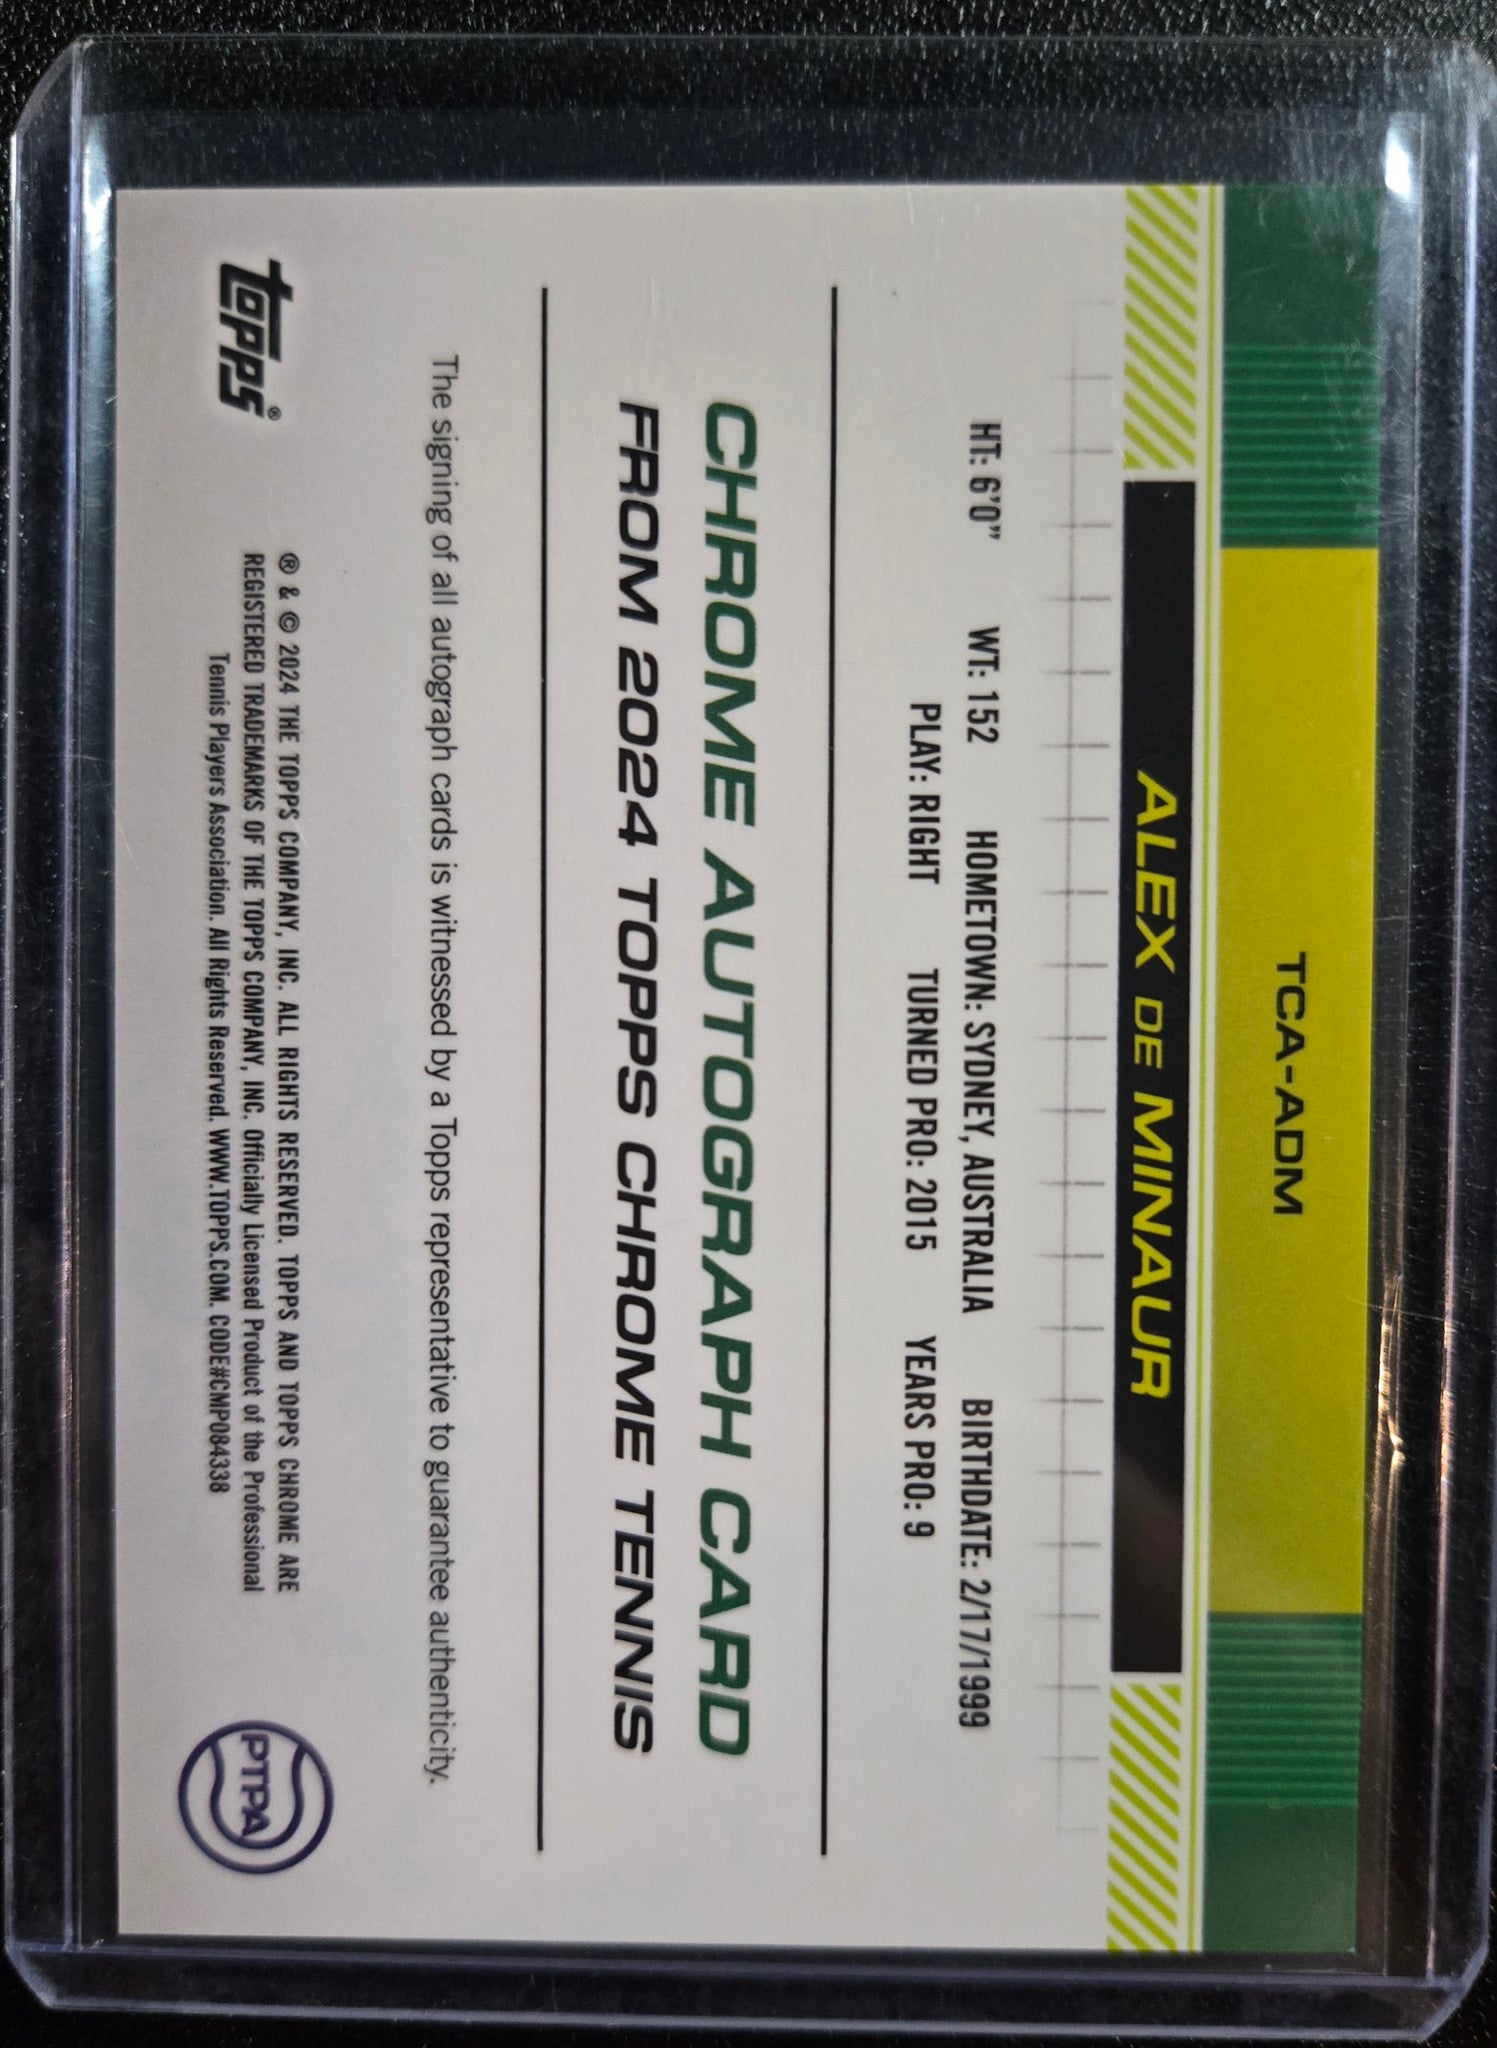 TCA-ADM
ALEX DE MINAUR
HT: 6'0" WT: 152 HOMETOWN: SYDNEY, AUSTRALIA BIRTHDATE: 2/17/1999
PLAY: RIGHT TURNED PRO: 2015 YEARS PRO: 9
CHROME AUTOGRAPH CARD
FROM 2024 TOPPS CHROME TENNIS
The signing of all autograph cards is witnessed by a Topps representative to guarantee authenticity.
topps®
® & © 2024 THE TOPPS COMPANY, INC. ALL RIGHTS RESERVED. TOPPS AND TOPPS CHROME ARE
REGISTERED TRADEMARKS OF THE TOPPS COMPANY, INC. Officially Licensed Product of the Professional
Tennis Players Association. All Rights Reserved. WWW.TOPPS.COM. CODE#CMP084338
PTPA